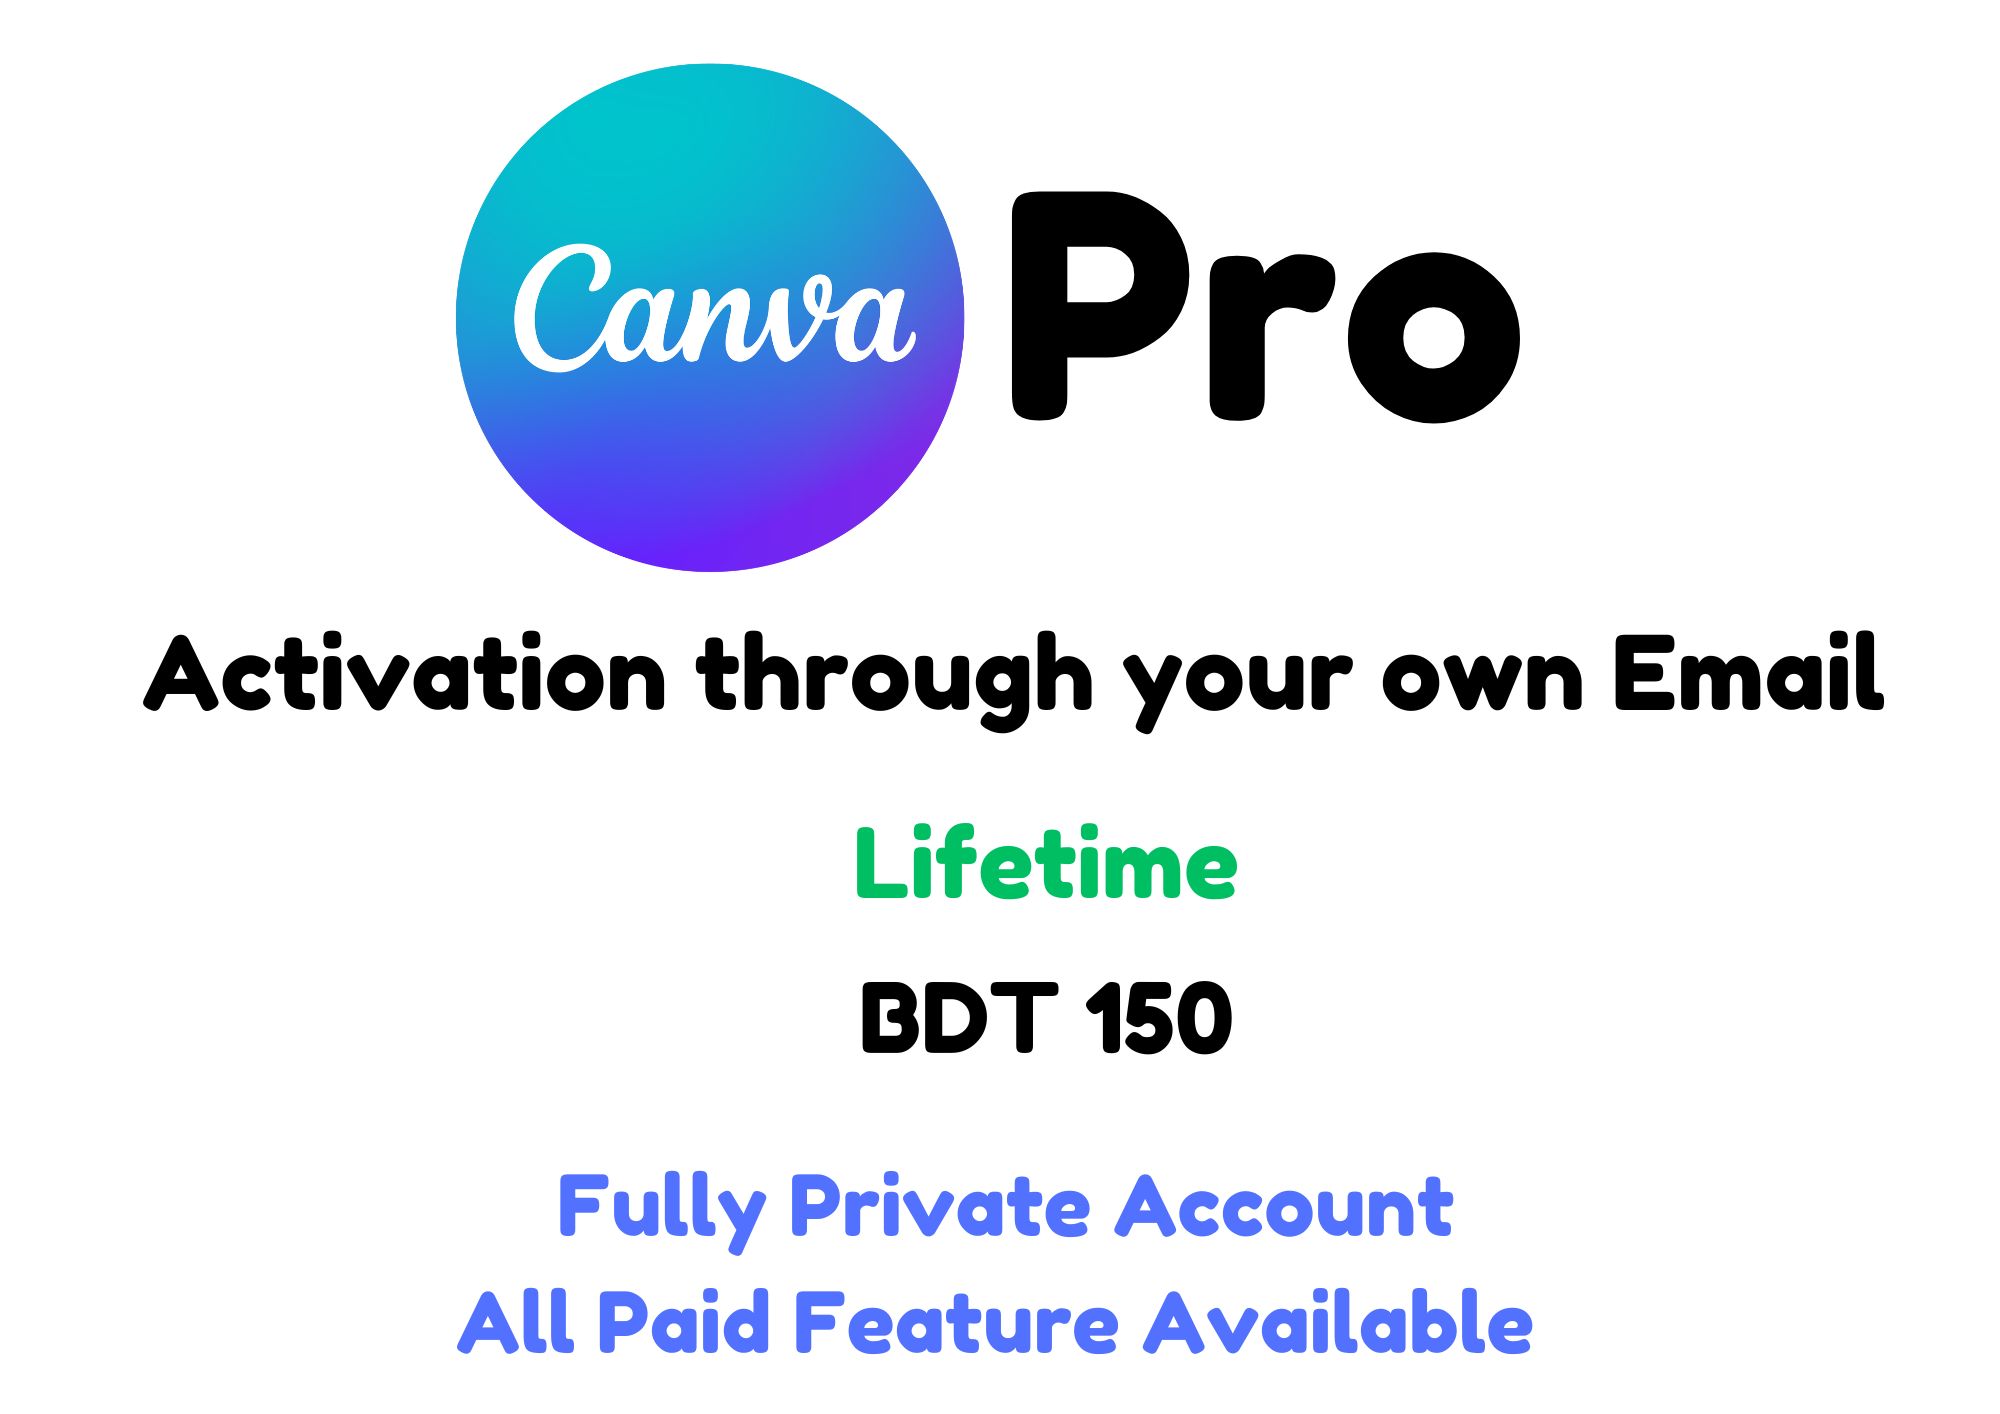 Canva Pro
Activation through your own Email
Lifetime
BDT 150
Fully Private Account
All Paid Feature Available